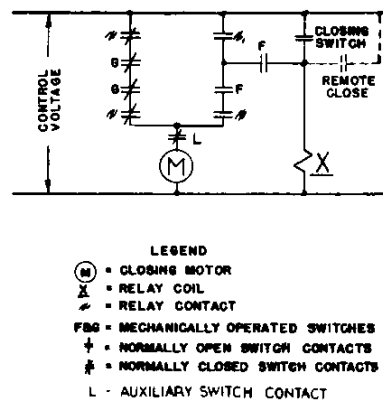 CONTROL VOLTAGE
G
G
L
M
F
F
CLOSING
SWITCH
REMOTE
CLOSE
X
LEGEND
M = CLOSING MOTOR
X = RELAY COIL
= RELAY CONTACT
F&G = MECHANICALLY OPERATED SWITCHES
= NORMALLY OPEN SWITCH CONTACTS
= NORMALLY CLOSED SWITCH CONTACTS
L - AUXILIARY SWITCH CONTACT